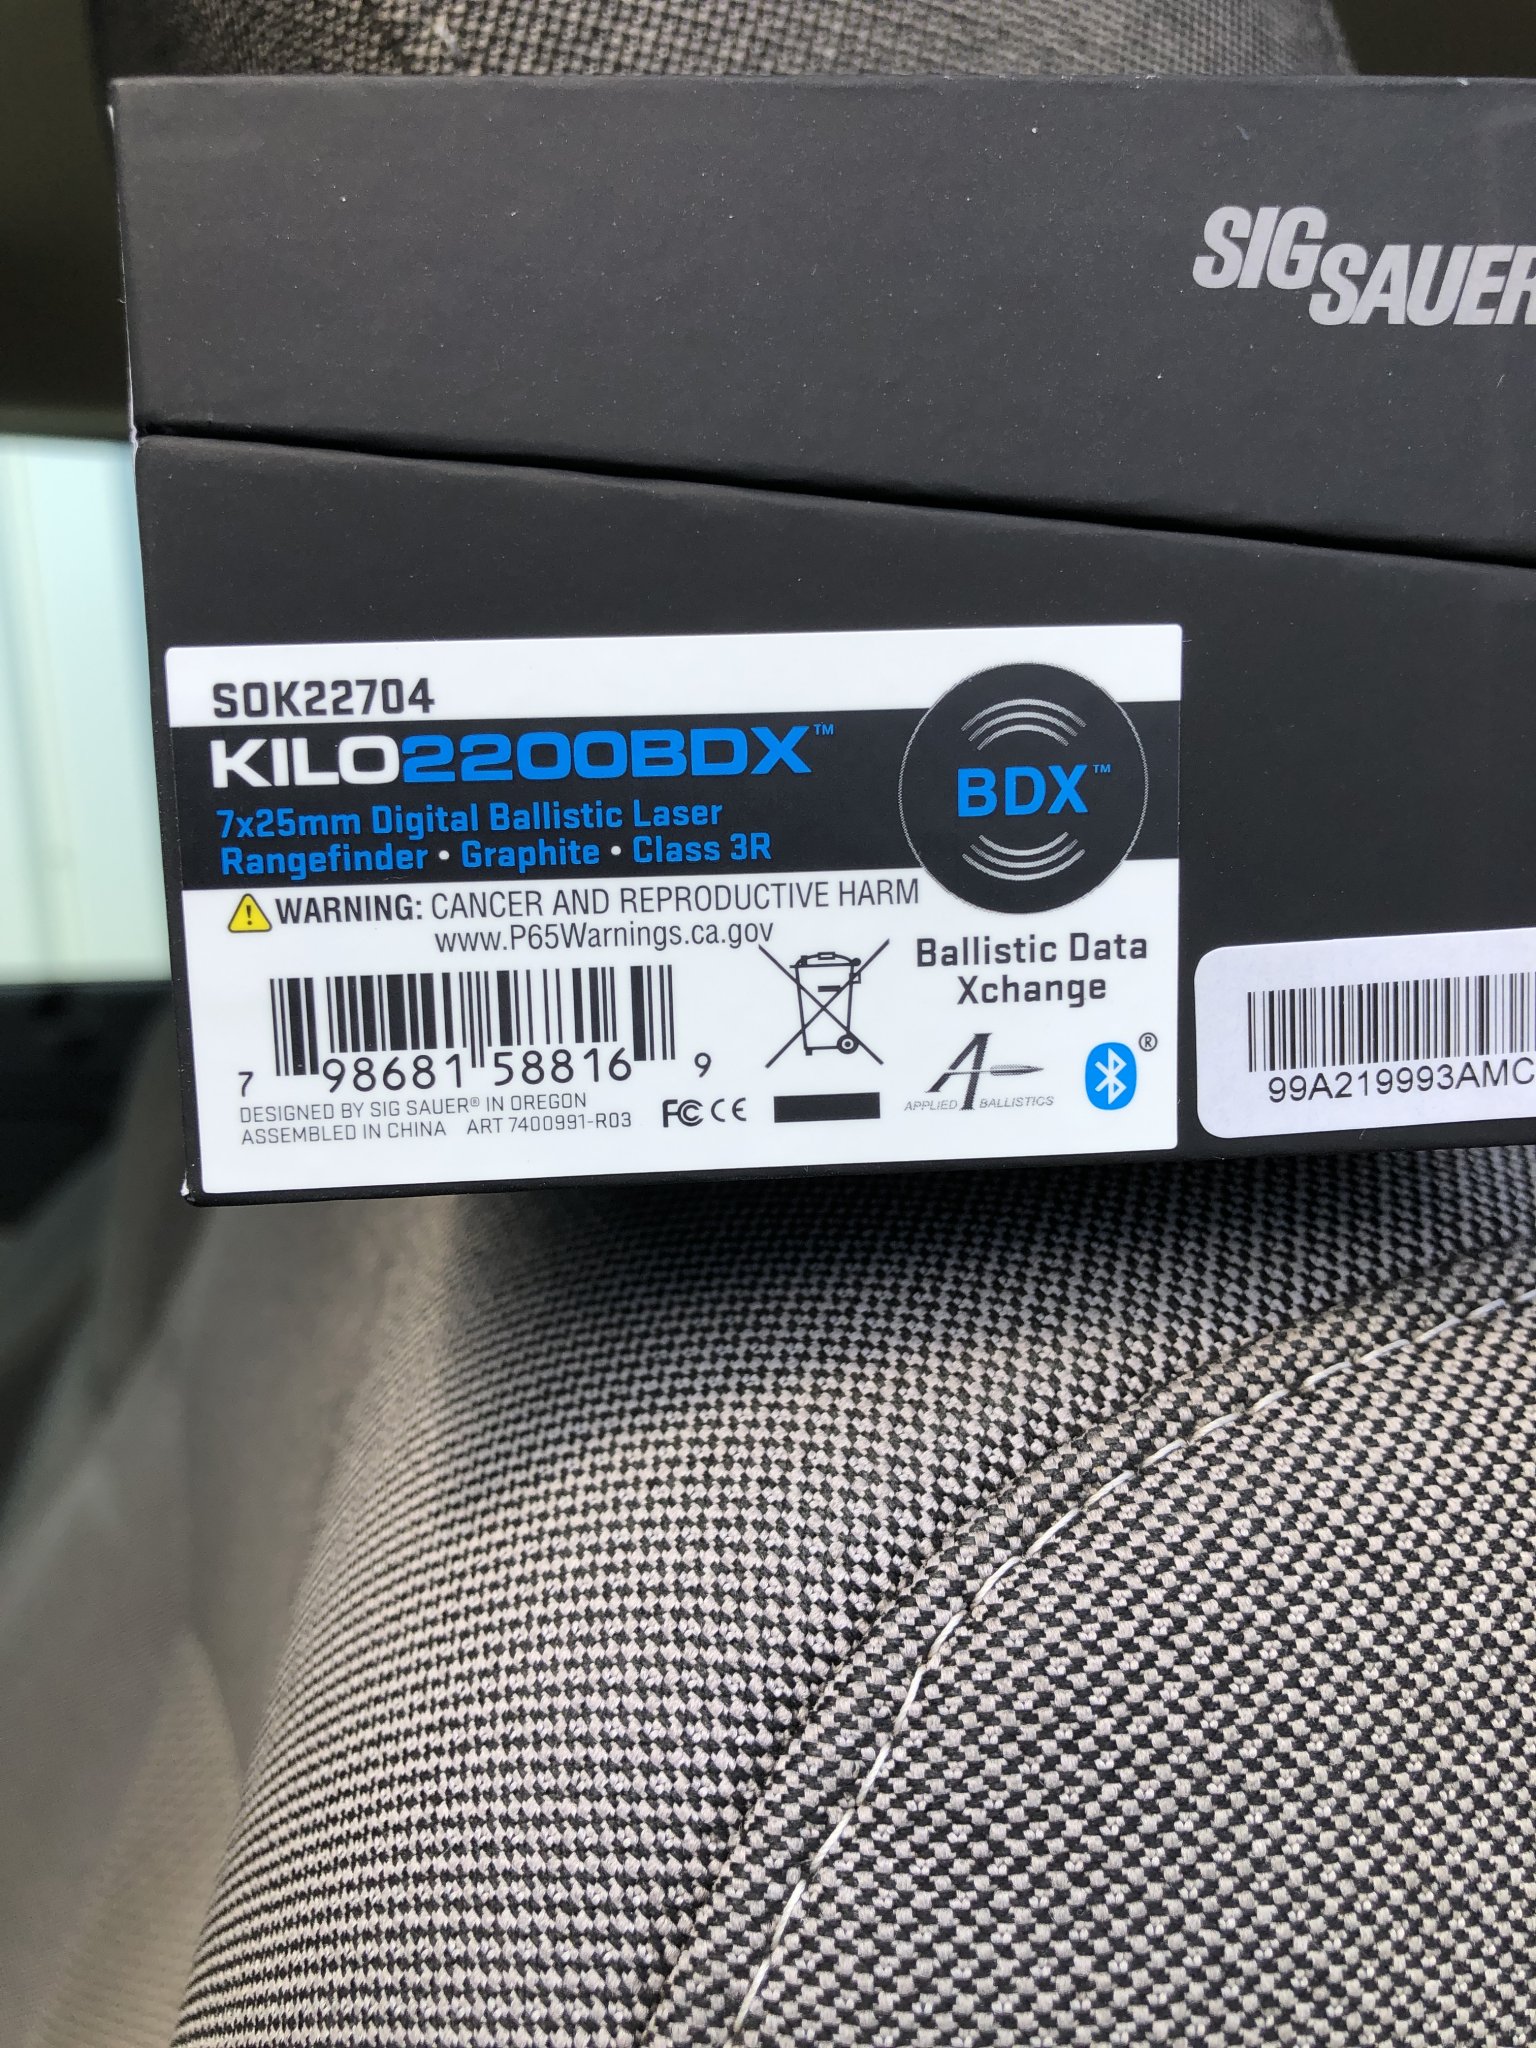 SIG SAUER
SOK22704
KILO2200BDX™
BDX™
7x25mm Digital Ballistic Laser
Rangefinder • Graphite • Class 3R
WARNING: CANCER AND REPRODUCTIVE HARM
www.P65Warnings.ca.gov
Ballistic Data
Xchange
7 98681 58816 9
DESIGNED BY SIG SAUER® IN OREGON
ASSEMBLED IN CHINA ART 7400991-R03
FC CE
APPLIED BALLISTICS
®
99A219993AMC